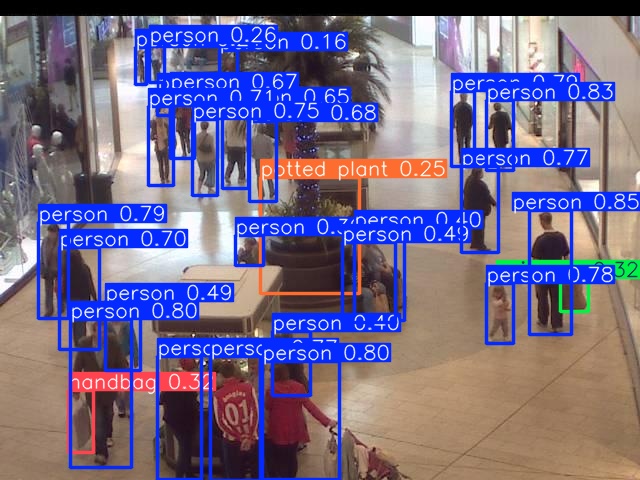 person 0.26
0.16
person 0.67
person 0.71
0.65
person 0.75
0.68
person 0.79
person 0.83
person 0.77
potted plant 0.25
person 0.85
person 0.79
person 0.70
person 0.40
person 0.49
0.32
person 0.78
person 0.49
person 0.80
person 0.40
person 0.80
handbag 0.32
01